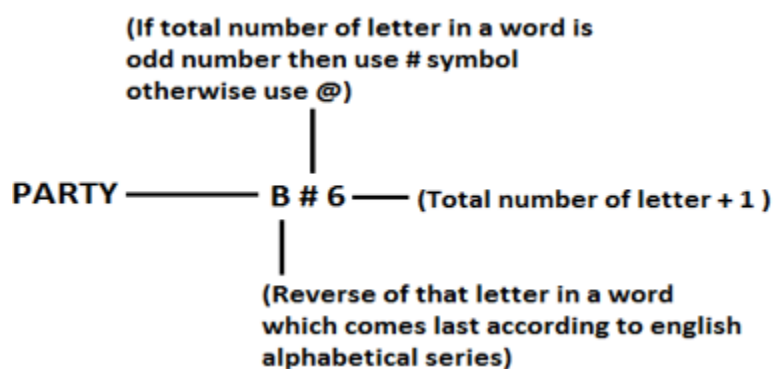 (If total number of letter in a word is
odd number then use # symbol
otherwise use @)
PARTY B # 6 (Total number of letter + 1 )
(Reverse of that letter in a word
which comes last according to english
alphabetical series)